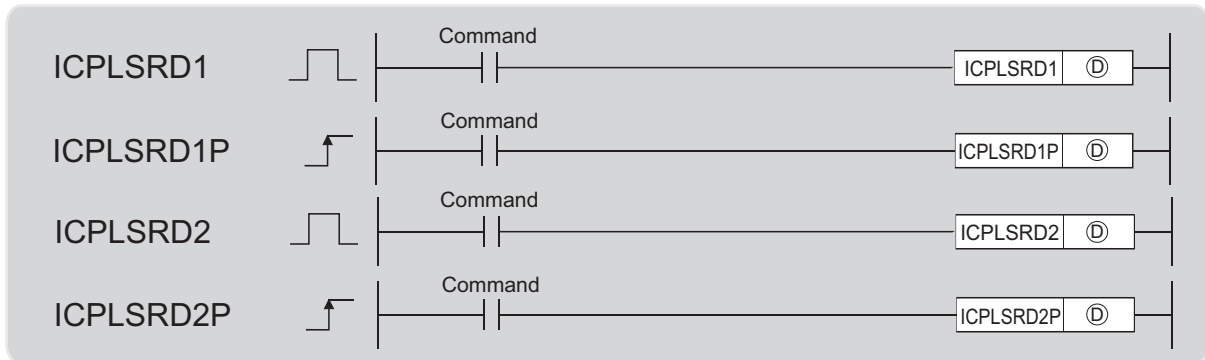 Command
ICPLSRD1 ICPLSRD1 Ⓓ
Command
ICPLSRD1P ICPLSRD1P Ⓓ
Command
ICPLSRD2 ICPLSRD2 Ⓓ
Command
ICPLSRD2P ICPLSRD2P Ⓓ